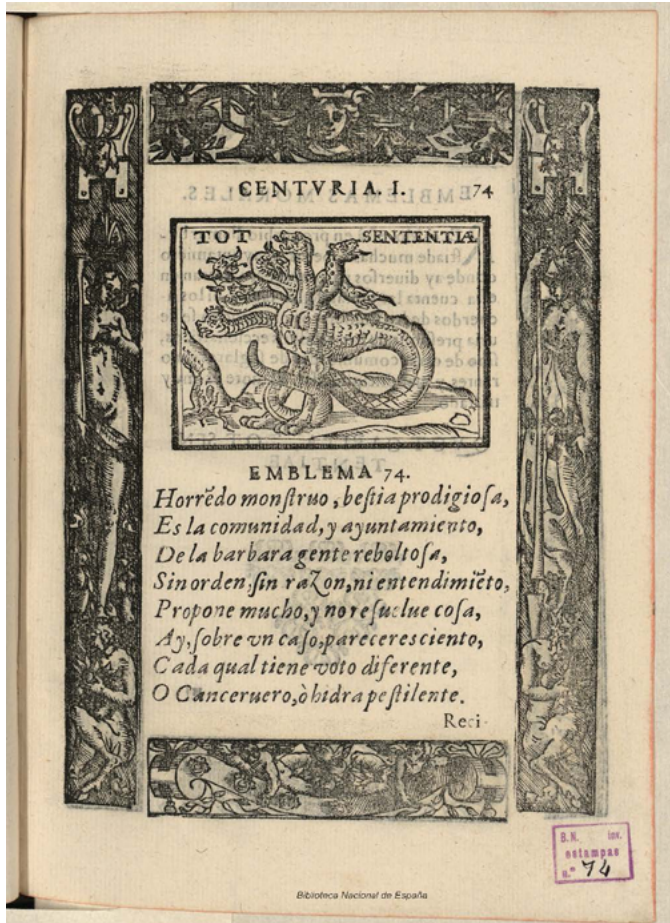 CENTVRIA. I. 74
TOT SENTENTIÆ
EMBLEMA 74.
Horrẽdo monſtruo, beſtia prodigioſa,
Es la comunidad, y ayuntamiento,
De la barbara gente reboltoſa,
Sin orden, ſin razon, ni entendimiẽto,
Propone mucho, y no reſuelue coſa,
Ay, ſobre vn caſo, pareceres ciento,
Cada qual tiene voto diferente,
O Canceruero, ò hidra peſtilente.
Reci-
B.N. inv.
estampas
n.º 74
Biblioteca Nacional de España